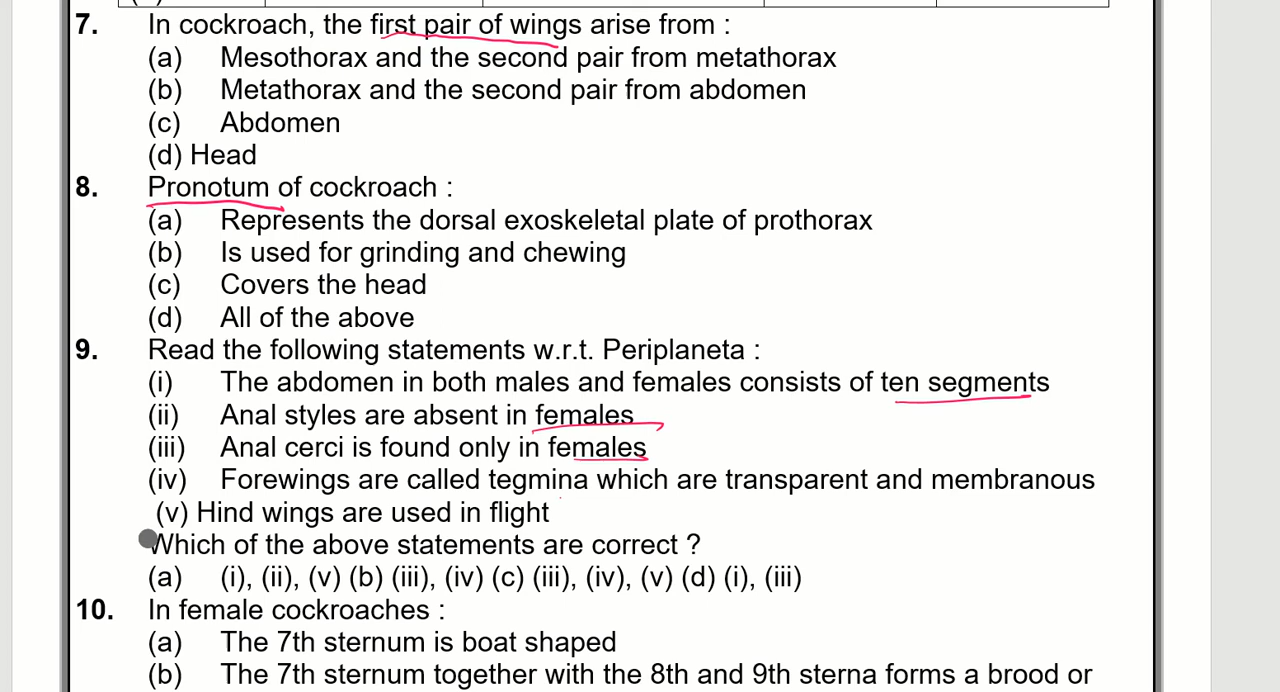 7. In cockroach, the first pair of wings arise from :
(a) Mesothorax and the second pair from metathorax
(b) Metathorax and the second pair from abdomen
(c) Abdomen
(d) Head
8. Pronotum of cockroach :
(a) Represents the dorsal exoskeletal plate of prothorax
(b) Is used for grinding and chewing
(c) Covers the head
(d) All of the above
9. Read the following statements w.r.t. Periplaneta :
(i) The abdomen in both males and females consists of ten segments
(ii) Anal styles are absent in females
(iii) Anal cerci is found only in females
(iv) Forewings are called tegmina which are transparent and membranous
(v) Hind wings are used in flight
Which of the above statements are correct ?
(a) (i), (ii), (v) (b) (iii), (iv) (c) (iii), (iv), (v) (d) (i), (iii)
10. In female cockroaches :
(a) The 7th sternum is boat shaped
(b) The 7th sternum together with the 8th and 9th sterna forms a brood or